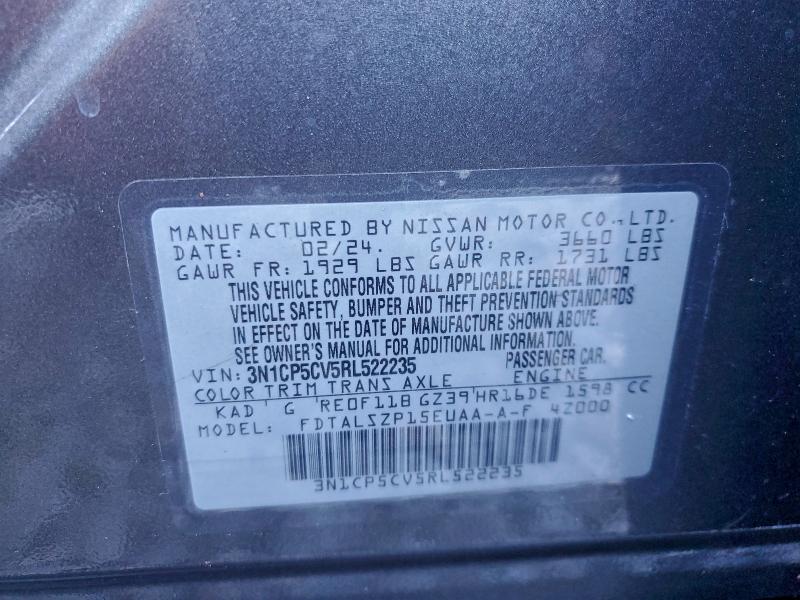 MANUFACTURED BY NISSAN MOTOR CO., LTD.
DATE: 02/24. GVWR: 3660 LBS
GAWR FR: 1929 LBS GAWR RR: 1731 LBS
THIS VEHICLE CONFORMS TO ALL APPLICABLE FEDERAL MOTOR
VEHICLE SAFETY, BUMPER AND THEFT PREVENTION STANDARDS
IN EFFECT ON THE DATE OF MANUFACTURE SHOWN ABOVE.
SEE OWNER'S MANUAL FOR ADDITIONAL INFORMATION.
VIN: 3N1CP5CV5RL522235 PASSENGER CAR.
COLOR TRIM TRANS AXLE ENGINE
KAD G RE0F11B GZ39 HR16DE 1598 CC
MODEL: FDTALSZP15EUAA-A-F 4Z000
3N1CP5CV5RL522235